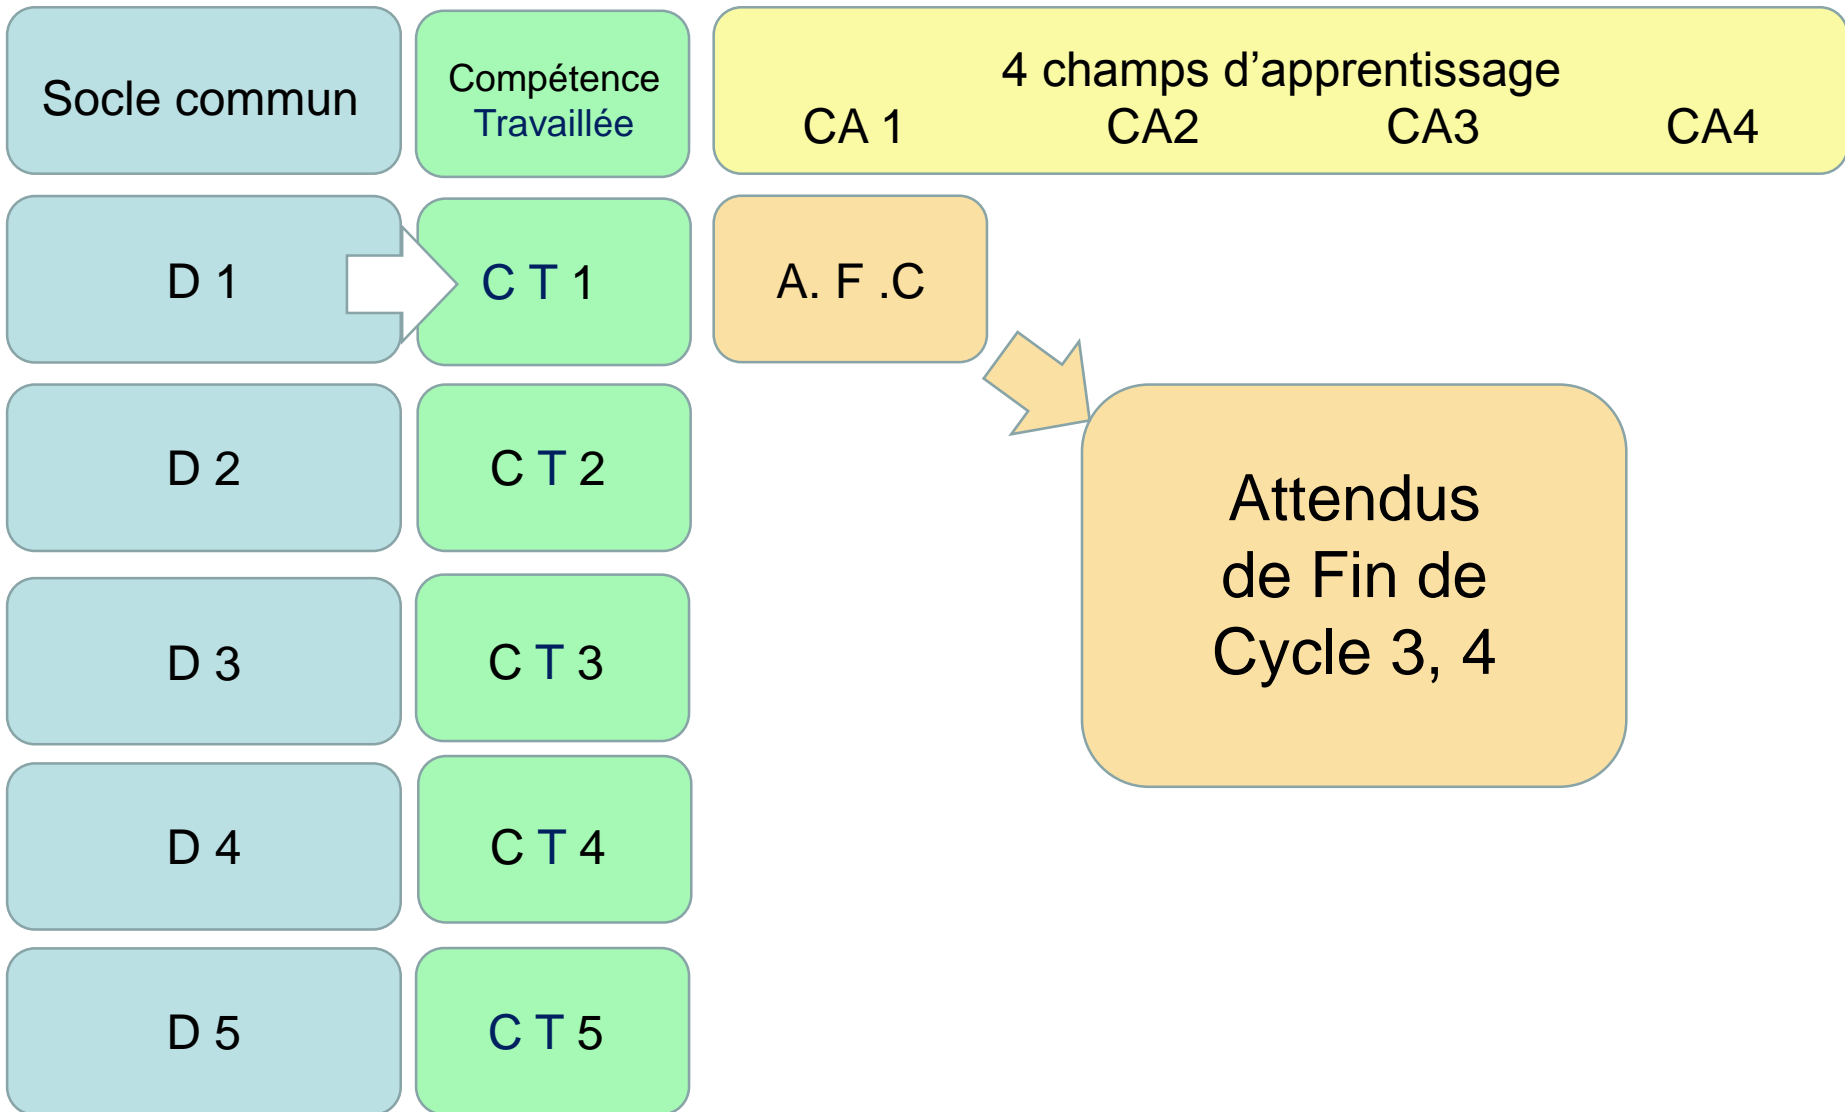 Socle commun
Compétence
Travaillée
4 champs d’apprentissage
CA 1 CA2 CA3 CA4
D 1
C T 1
A. F .C
D 2
C T 2
Attendus
de Fin de
Cycle 3, 4
D 3
C T 3
D 4
C T 4
D 5
C T 5